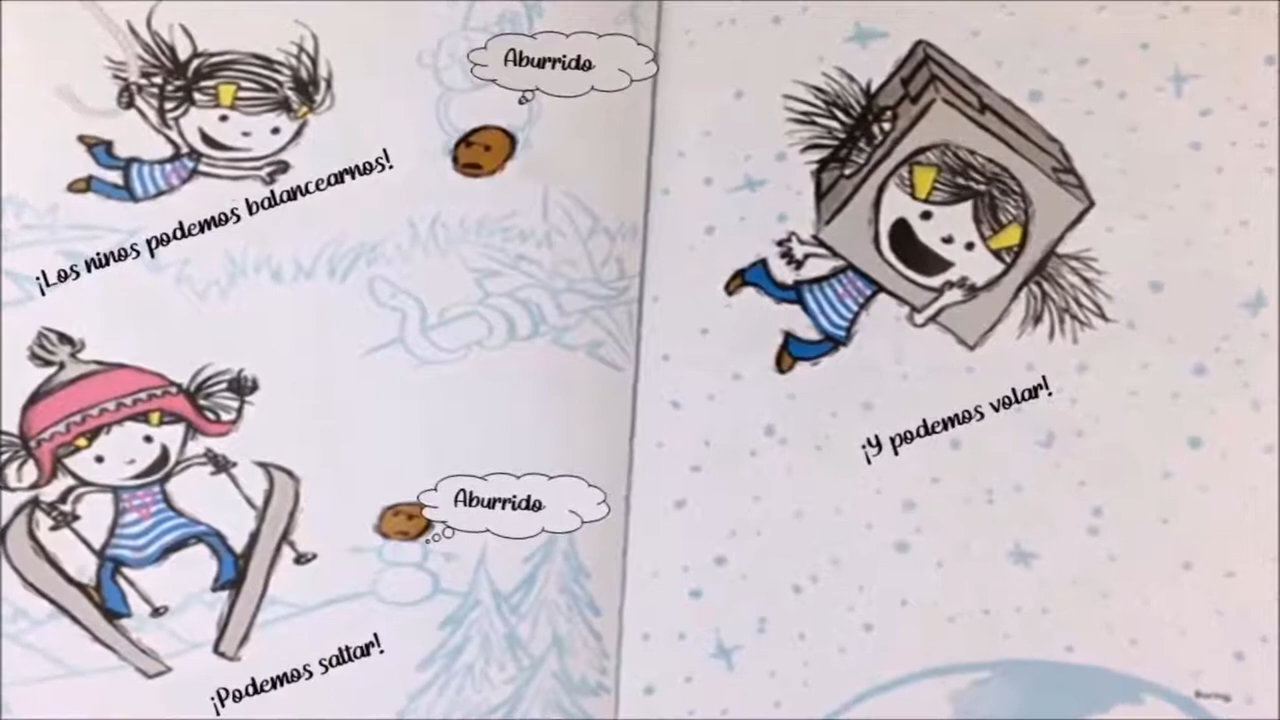 Aburrido
¡Los ninos podemos balancearnos!
Aburrido
¡Podemos saltar!
¡Y podemos volar!